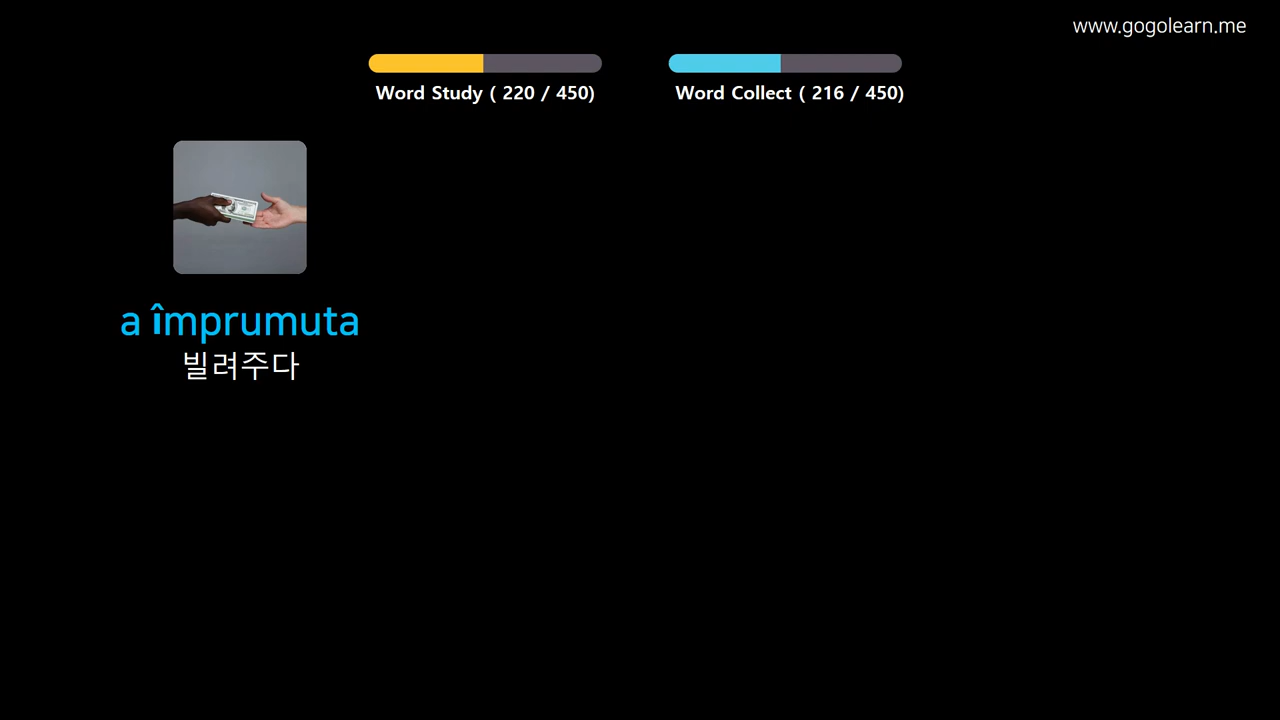 www.gogolearn.me
Word Study ( 220 / 450)
Word Collect ( 216 / 450)
a împrumuta
빌려주다